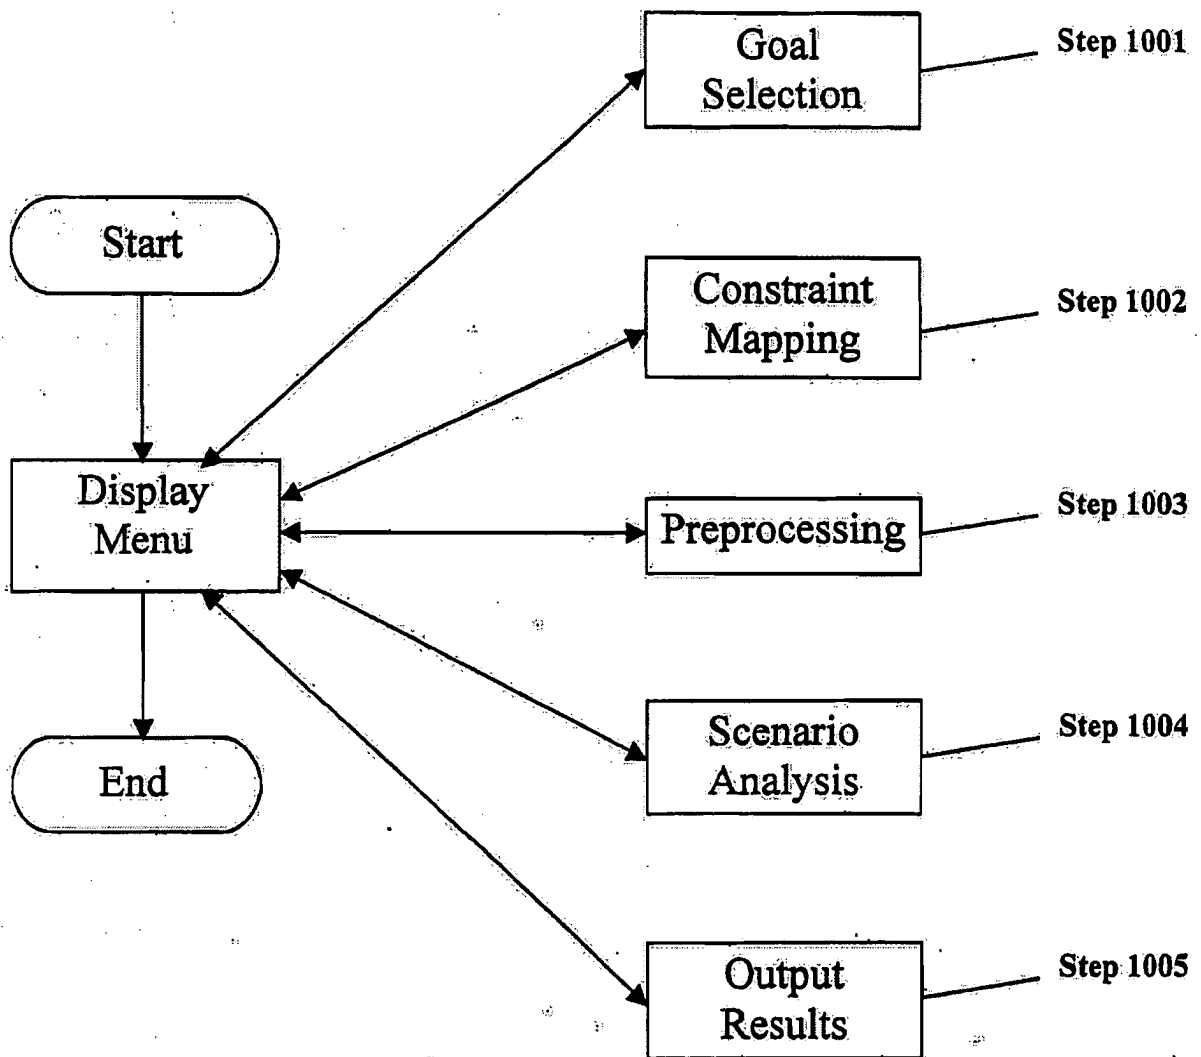 Goal
Selection
Step 1001
Start
Constraint
Mapping
Step 1002
Display
Menu
Preprocessing
Step 1003
End
Scenario
Analysis
Step 1004
Output
Results
Step 1005